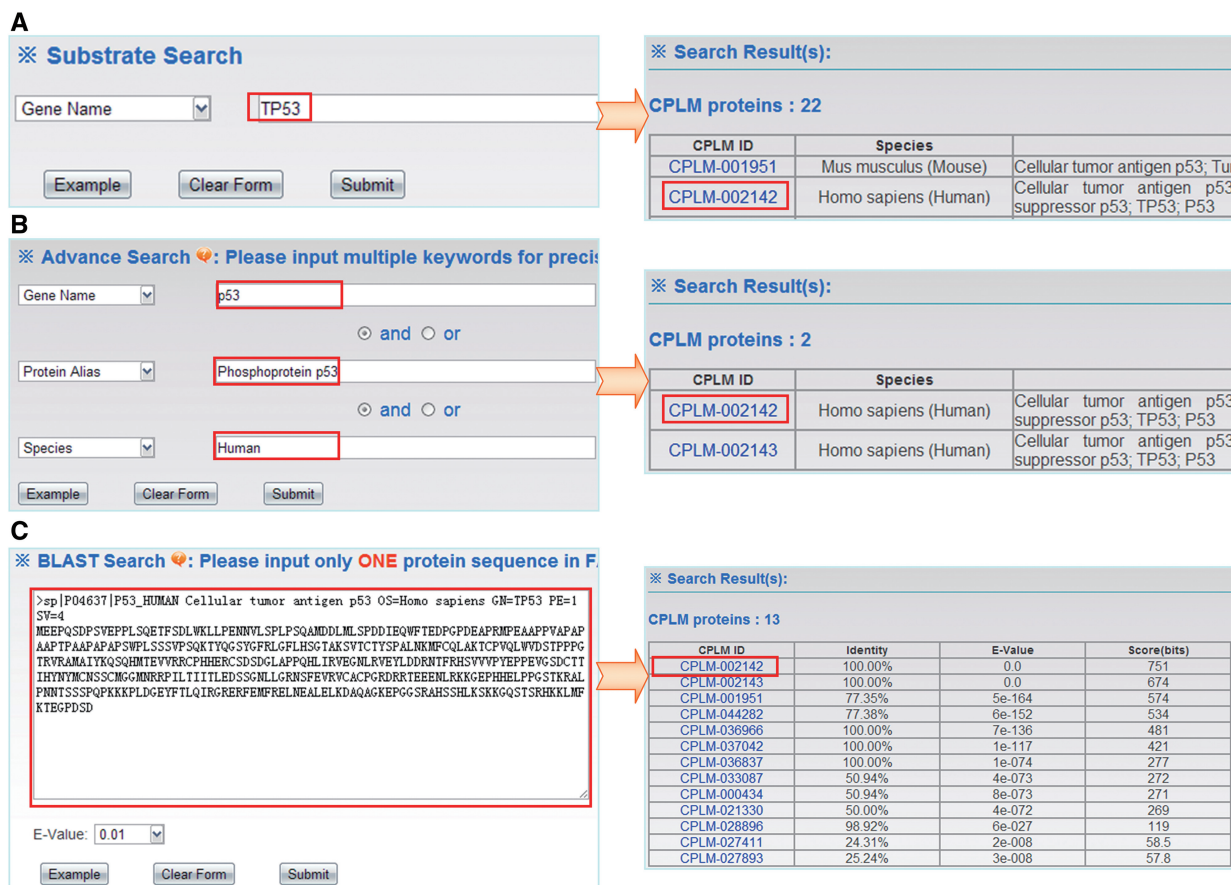 A
※ Substrate Search
Gene Name
TP53
Example
Clear Form
Submit
※ Search Result(s):
CPLM proteins : 22
CPLM ID Species
CPLM-001951 Mus musculus (Mouse) Cellular tumor antigen p53; Tu
CPLM-002142 Homo sapiens (Human) Cellular tumor antigen p53
suppressor p53; TP53; P53
B
※ Advance Search : Please input multiple keywords for precis
Gene Name
p53
and or
Protein Alias
Phosphoprotein p53
and or
Species
Human
Example
Clear Form
Submit
※ Search Result(s):
CPLM proteins : 2
CPLM ID Species
CPLM-002142 Homo sapiens (Human) Cellular tumor antigen p53
suppressor p53; TP53; P53
CPLM-002143 Homo sapiens (Human) Cellular tumor antigen p53
suppressor p53; TP53; P53
C
※ BLAST Search : Please input only ONE protein sequence in FA
>sp|P04637|P53_HUMAN Cellular tumor antigen p53 OS=Homo sapiens GN=TP53 PE=1
SV=4
MEEPQSDPSVEPPLSQETFSDLWKLLPENNVLSPLPSQAMDDLMLSPDDIEQWFTEDPGPDEAPRMPEAAPPVAPAP
AAPTPAAPAPAPSWPLSSSVPSQKTYQGSYGFRLGFLHSGTAKSVTCTYSPALNKMFCQLAKTCPVQLWVDSTPPPG
TRVRAMAIYKQSQHMTEVVRRCPHHERCSDSDGLAPPQHLIRVEGNLRVEYLDDRNTFRHSVVVPYEPPEVGSDCTT
IHYNYMCNSSCMGGMNRRPILTIITLEDSSGNLLGRNSFEVRVCACPGRDRRTEEENLRKKGEPHHELPPGSTKRAL
PNNTSSSPQPKKKPLDGEYFTLQIRGRERFEMFRELNEALELKDAQAGKEPGGSRAHSSHLKSKKGQSTSRHKKLMF
KTEGPDSD
E-Value: 0.01
Example
Clear Form
Submit
※ Search Result(s):
CPLM proteins : 13
CPLM ID Identity E-Value Score(bits)
CPLM-002142 100.00% 0.0 751
CPLM-002143 100.00% 0.0 674
CPLM-001951 77.35% 5e-164 574
CPLM-044282 77.38% 6e-152 534
CPLM-036966 100.00% 7e-136 481
CPLM-037042 100.00% 1e-117 421
CPLM-036837 100.00% 1e-074 277
CPLM-033087 50.94% 4e-073 272
CPLM-000434 50.94% 8e-073 271
CPLM-021330 50.00% 4e-072 269
CPLM-028896 98.92% 6e-027 119
CPLM-027411 24.31% 2e-008 58.5
CPLM-027893 25.24% 3e-008 57.8